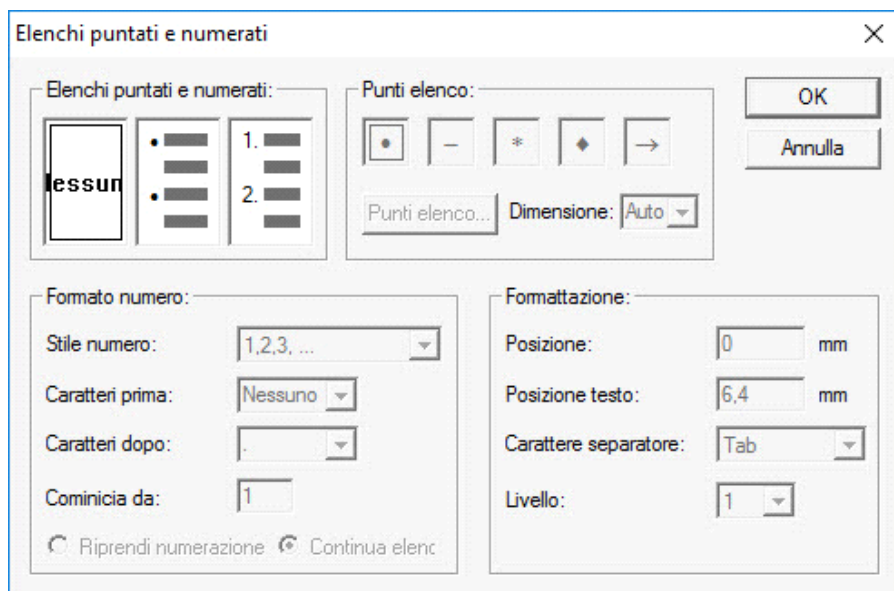 Elenchi puntati e numerati
Elenchi puntati e numerati:
lessun
1.
2.
Punti elenco:
Punti elenco...
Dimensione: Auto
OK
Annulla
Formato numero:
Stile numero: 1,2,3, ...
Caratteri prima: Nessuno
Caratteri dopo: .
Cominicia da: 1
Riprendi numerazione Continua elenc
Formattazione:
Posizione: 0 mm
Posizione testo: 6,4 mm
Carattere separatore: Tab
Livello: 1